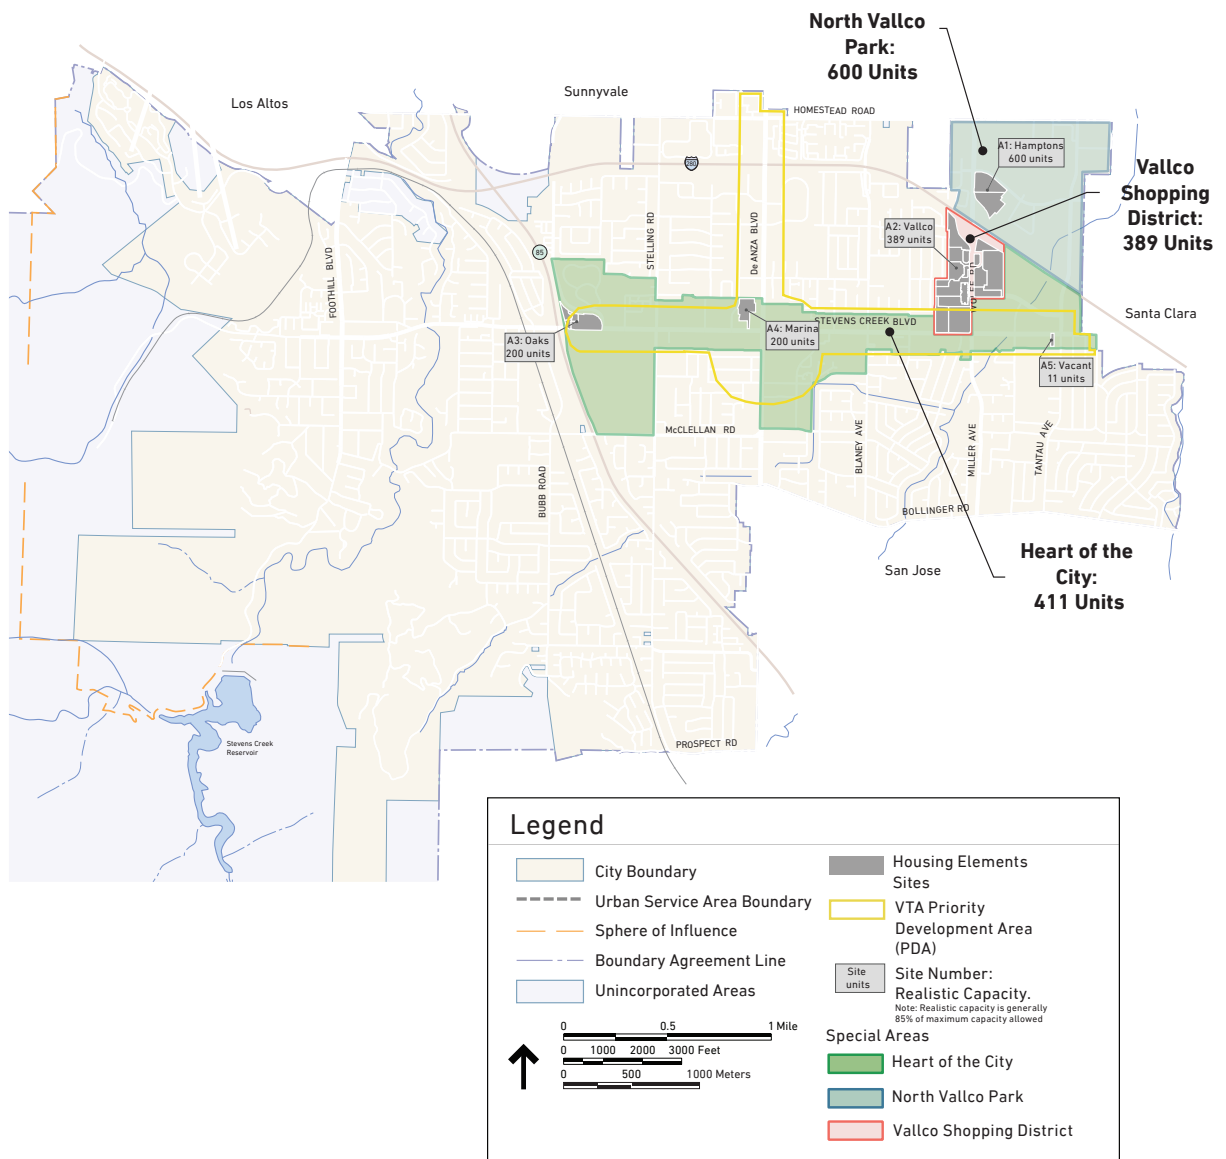 North Vallco
Park:
600 Units
Los Altos
Sunnyvale
HOMESTEAD ROAD
280
A1: Hamptons
600 units
Vallco
Shopping
District:
389 Units
A2: Vallco
389 units
85
STELLING RD
De ANZA BLVD
FOOTHILL BLVD
STEVENS CREEK BLVD
Santa Clara
A3: Oaks
200 units
A4: Marina
200 units
A5: Vacant
11 units
McCLELLAN RD
BLANEY AVE
MILLER AVE
TANTAU AVE
BUBB ROAD
BOLLINGER RD
San Jose
Heart of the
City:
411 Units
Stevens Creek
Reservoir
PROSPECT RD
Legend
City Boundary
Urban Service Area Boundary
Sphere of Influence
Boundary Agreement Line
Unincorporated Areas
0 0.5 1 Mile
0 1000 2000 3000 Feet
0 500 1000 Meters
Housing Elements
Sites
VTA Priority
Development Area
(PDA)
Site
units
Site Number:
Realistic Capacity.
Note: Realistic capacity is generally
85% of maximum capacity allowed
Special Areas
Heart of the City
North Vallco Park
Vallco Shopping District